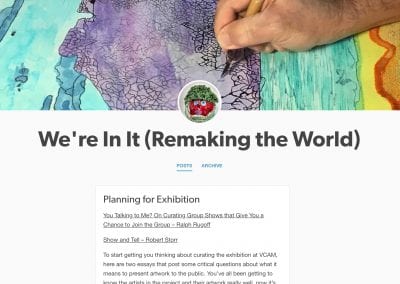 We're In It (Remaking the World)
POSTS ARCHIVE
Planning for Exhibition
You Talking to Me? On Curating Group Shows that Give You a
Chance to Join the Group – Ralph Rugoff
Show and Tell – Robert Storr
To start getting you thinking about curating the exhibition at VCAM,
here are two essays that post some critical questions about what it
means to present artwork to the public. You've all been getting to
know the artists in the project and their artwork really well, now it's